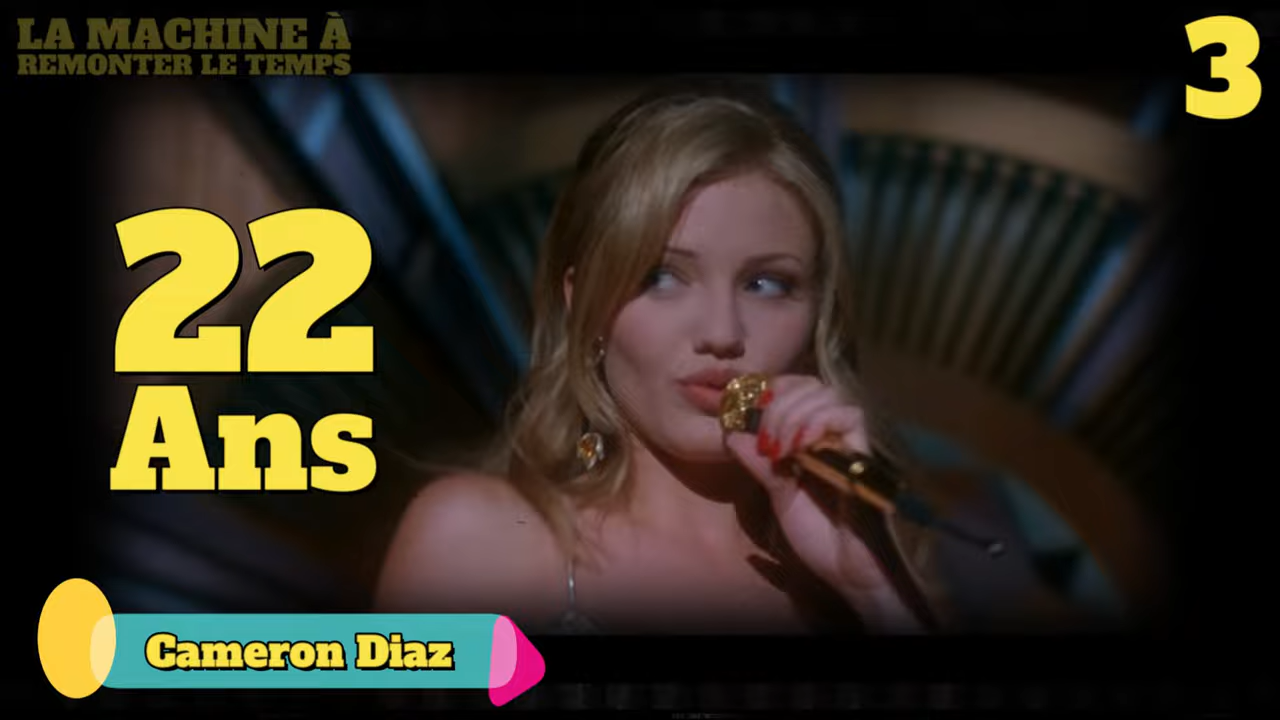 LA MACHINE À
REMONTER LE TEMPS
3
22
Ans
Cameron Diaz